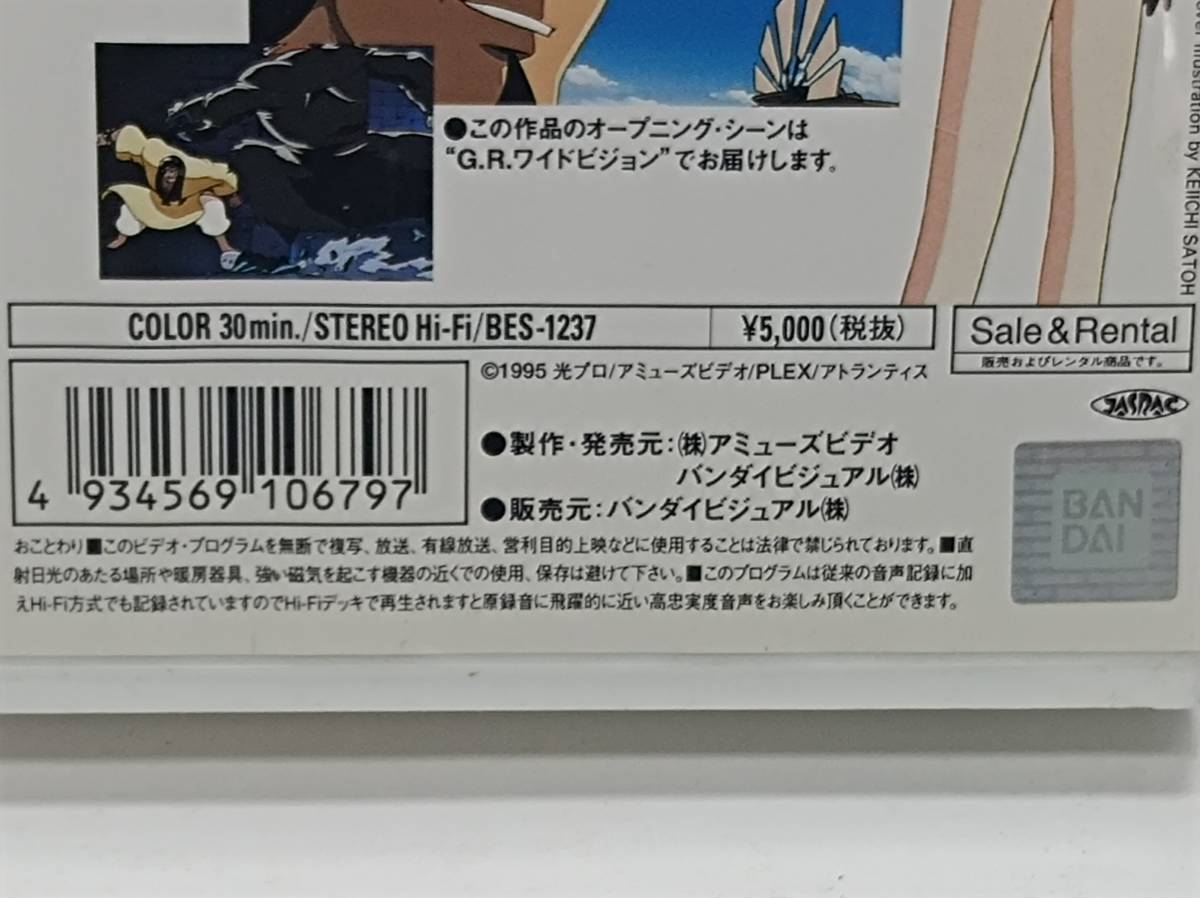 ●この作品のオープニング・シーンは
“G.R.ワイドビジョン”でお届けします。
Illustration by KEIICHI SATOH
COLOR 30min./STEREO Hi-Fi/BES-1237
¥5,000(税抜)
Sale&Rental
販売およびレンタル商品です。
©1995 光プロ/アミューズビデオ/PLEX/アトランティス
JASRAC
●製作・発売元:㈱アミューズビデオ
バンダイビジュアル㈱
●販売元:バンダイビジュアル㈱
BAN
DAI
4 934569 106797
おことわり■このビデオ・プログラムを無断で複写、放送、有線放送、営利目的上映などに使用することは法律で禁じられております。■直
射日光のあたる場所や暖房器具、強い磁気を起こす機器の近くでの使用、保存は避けて下さい。■このプログラムは従来の音声記録に加
えHi-Fi方式でも記録されていますのでHi-Fiデッキで再生されますと原録音に飛躍的に近い高忠実度音声をお楽しみ頂くことができます。